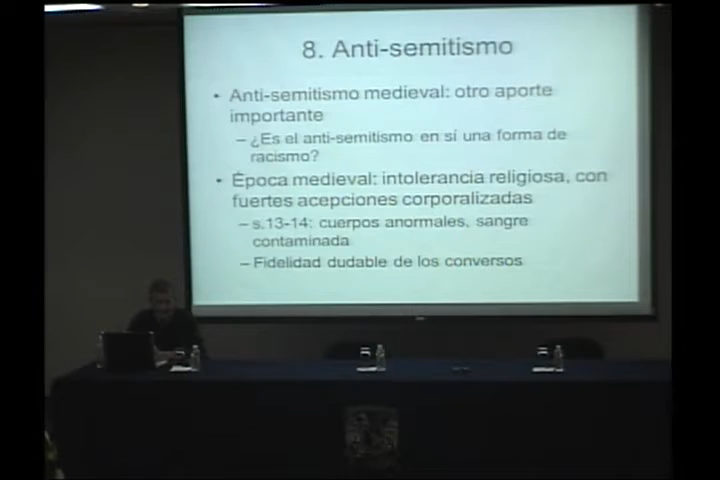 8. Anti-semitismo
• Anti-semitismo medieval: otro aporte
importante
– ¿Es el anti-semitismo en sí una forma de
racismo?
• Época medieval: intolerancia religiosa, con
fuertes acepciones corporalizadas
– s.13-14: cuerpos anormales, sangre
contaminada
– Fidelidad dudable de los conversos